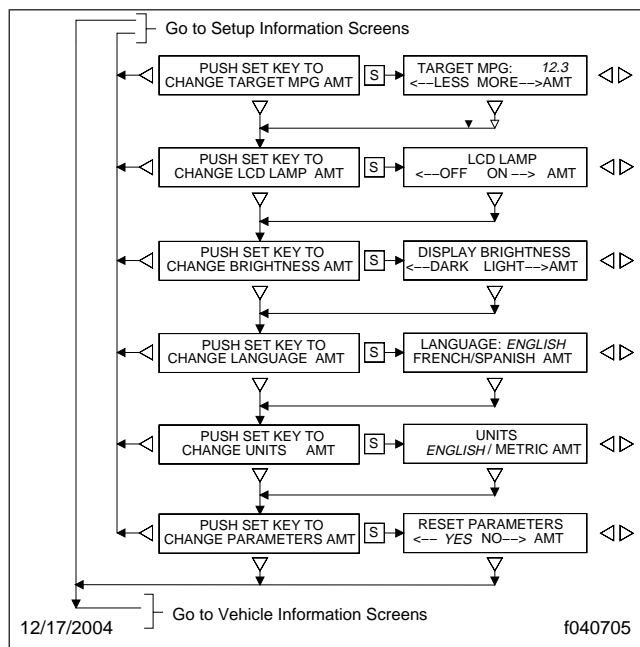 Go to Setup Information Screens
PUSH SET KEY TO
CHANGE TARGET MPG AMT
S
TARGET MPG: 12.3
<--LESS MORE-->AMT
PUSH SET KEY TO
CHANGE LCD LAMP AMT
S
LCD LAMP
<--OFF ON --> AMT
PUSH SET KEY TO
CHANGE BRIGHTNESS AMT
S
DISPLAY BRIGHTNESS
<--DARK LIGHT-->AMT
PUSH SET KEY TO
CHANGE LANGUAGE AMT
S
LANGUAGE: ENGLISH
FRENCH/SPANISH AMT
PUSH SET KEY TO
CHANGE UNITS AMT
S
UNITS
ENGLISH / METRIC AMT
PUSH SET KEY TO
CHANGE PARAMETERS AMT
S
RESET PARAMETERS
<-- YES NO--> AMT
Go to Vehicle Information Screens
12/17/2004 f040705